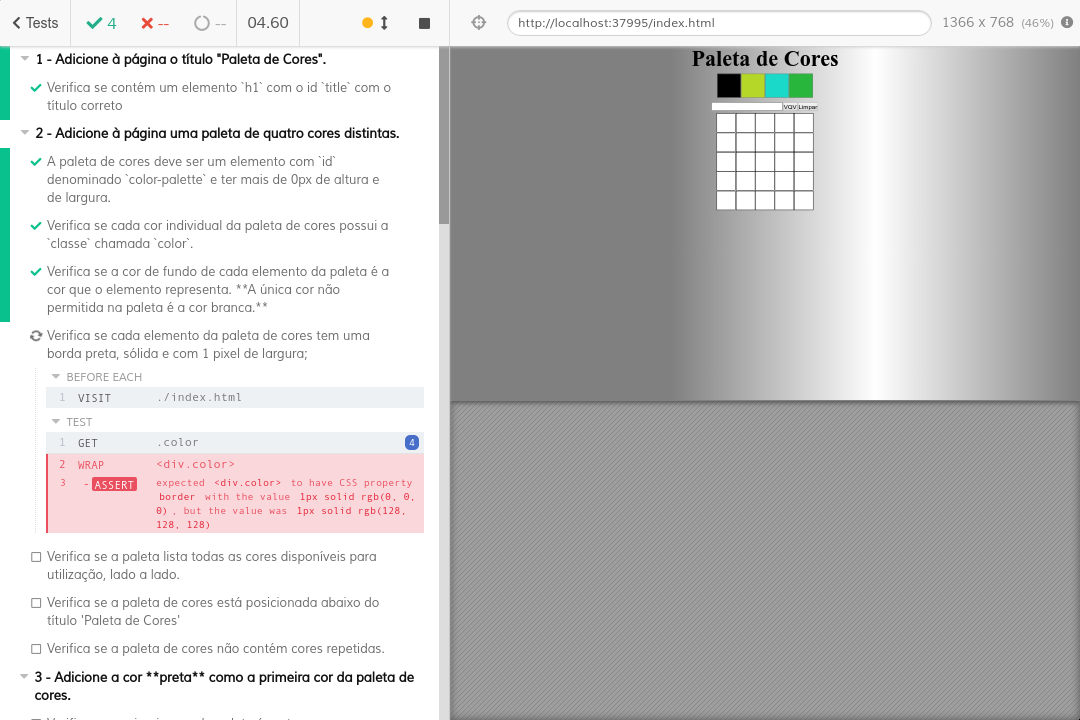 Tests
4
--
--
04.60
http://localhost:37995/index.html
1366 x 768 (46%)
1 - Adicione à página o título "Paleta de Cores".
Verifica se contém um elemento `h1` com o id `title` com o
título correto
2 - Adicione à página uma paleta de quatro cores distintas.
A paleta de cores deve ser um elemento com `id`
denominado `color-palette` e ter mais de 0px de altura e
de largura.
Verifica se cada cor individual da paleta de cores possui a
`classe` chamada `color`.
Verifica se a cor de fundo de cada elemento da paleta é a
cor que o elemento representa. **A única cor não
permitida na paleta é a cor branca.**
Verifica se cada elemento da paleta de cores tem uma
borda preta, sólida e com 1 pixel de largura;
BEFORE EACH
1 VISIT ./index.html
TEST
1 GET .color 4
2 WRAP <div.color>
3 -ASSERT expected <div.color> to have CSS property
border with the value 1px solid rgb(0, 0,
0) , but the value was 1px solid rgb(128,
128, 128)
Verifica se a paleta lista todas as cores disponíveis para
utilização, lado a lado.
Verifica se a paleta de cores está posicionada abaixo do
título 'Paleta de Cores'
Verifica se a paleta de cores não contém cores repetidas.
3 - Adicione a cor **preta** como a primeira cor da paleta de
cores.
Paleta de Cores
VQV Limpar